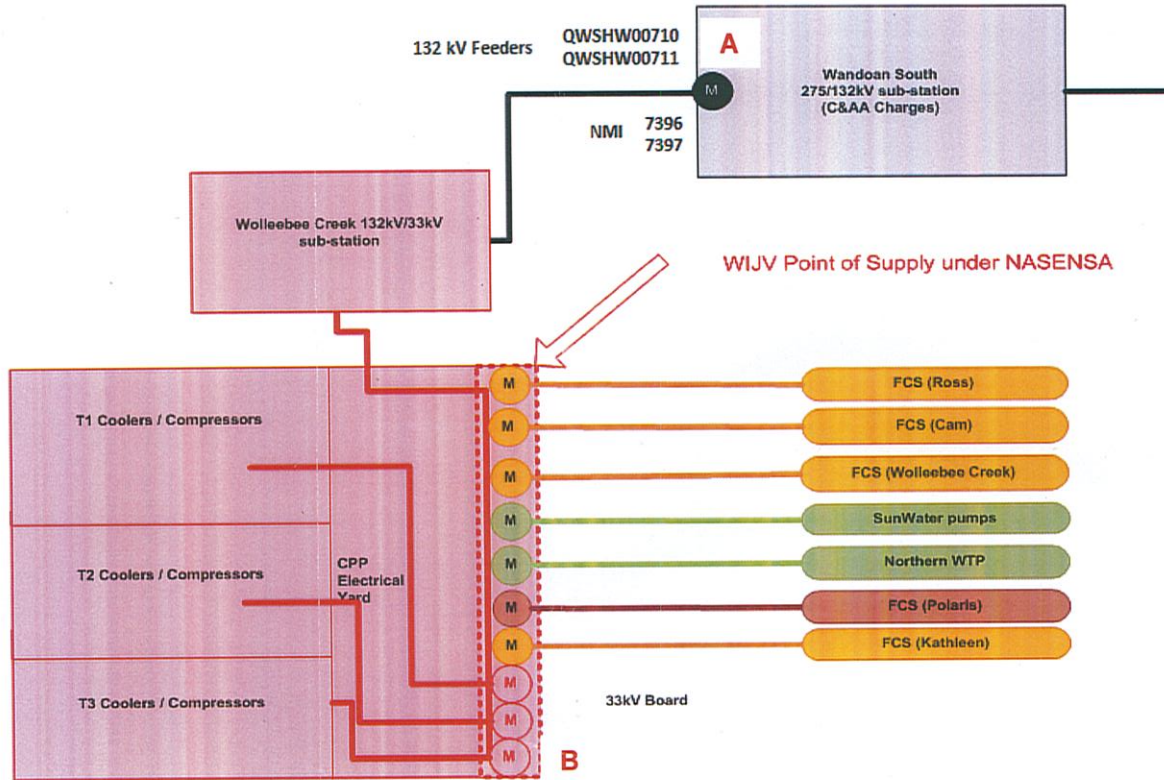 132 kV Feeders
QWSHW00710
QWSHW00711
A
M
Wandoan South
275/132kV sub-station
(C&AA Charges)
NMI
7396
7397
Wolleebee Creek 132kV/33kV
sub-station
WIJV Point of Supply under NASENSA
T1 Coolers / Compressors
M
FCS (Ross)
M
FCS (Cam)
M
FCS (Wolleebee Creek)
M
SunWater pumps
T2 Coolers / Compressors
CPP
Electrical
Yard
M
Northern WTP
M
FCS (Polaris)
M
FCS (Kathleen)
T3 Coolers / Compressors
M
33kV Board
M
M
B